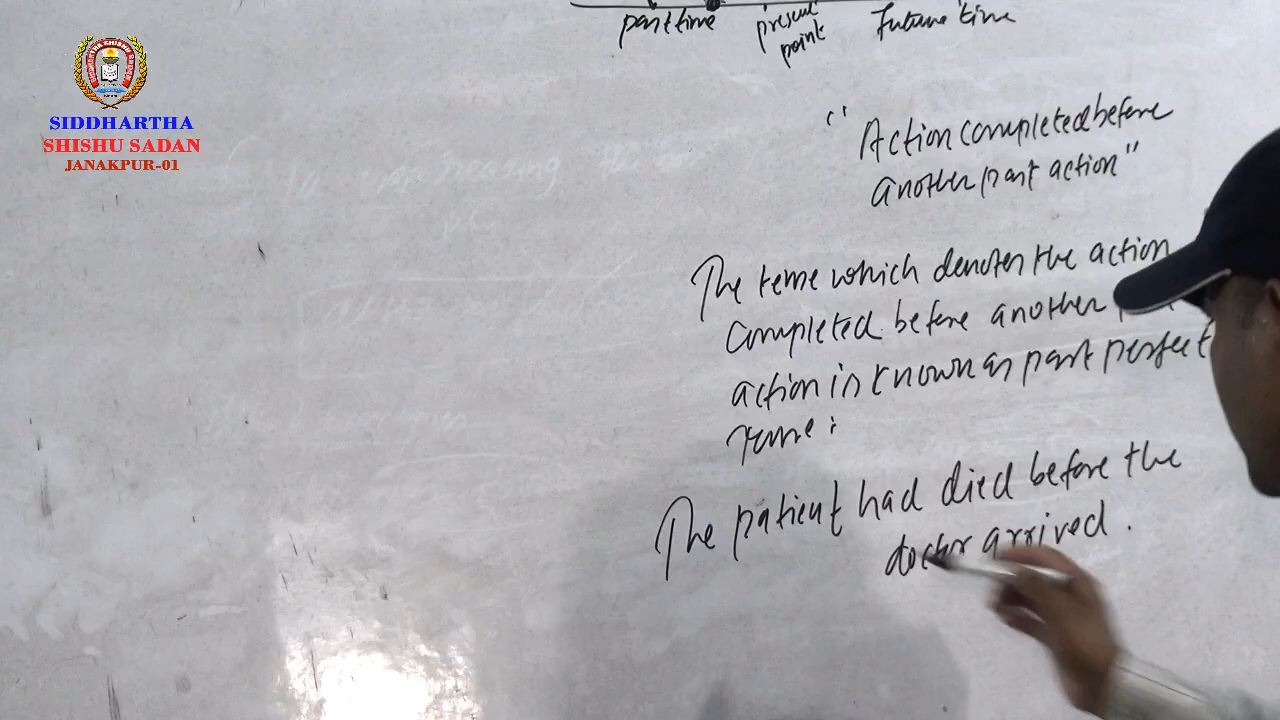 past time present point Future time
SIDDHARTHA
SHISHU SADAN
JANAKPUR-01
"Action completed before
another past action"
The tense which denotes the action
completed before another
action is known as past perfect
tense:
The patient had died before the
doctor arrived.